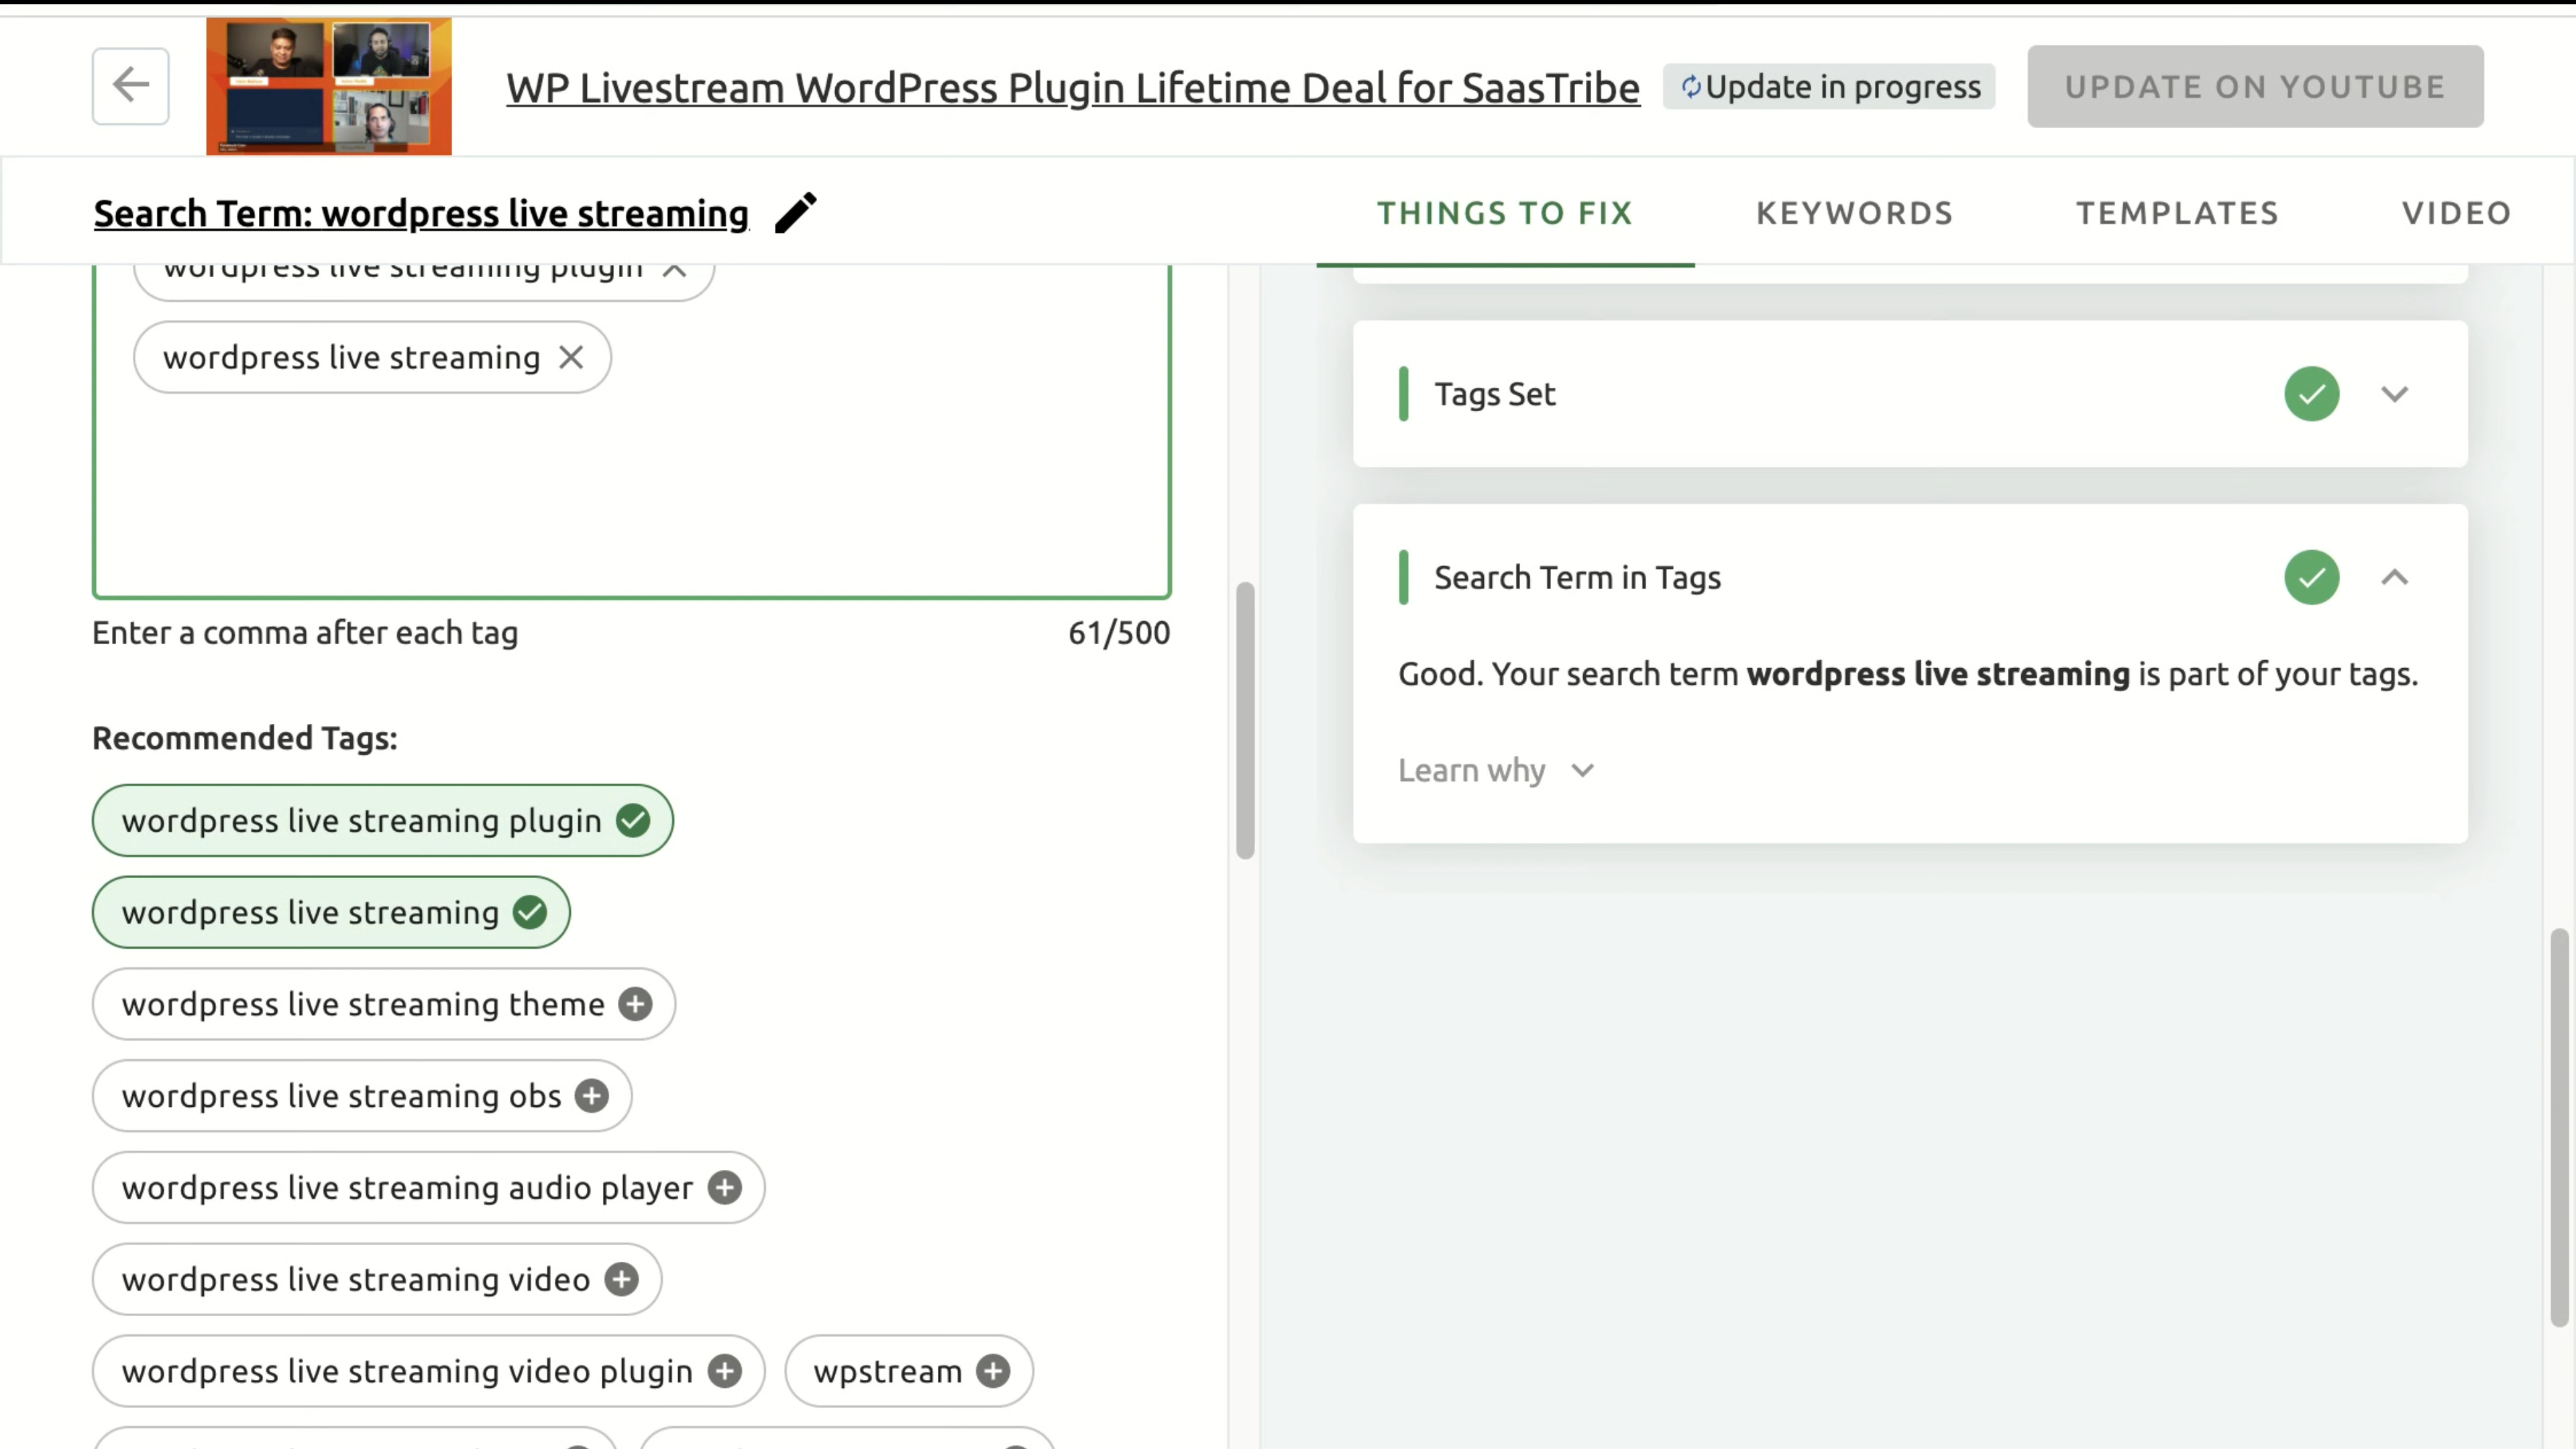 WP Livestream WordPress Plugin Lifetime Deal for SaasTribe
Update in progress
UPDATE ON YOUTUBE
Search Term: wordpress live streaming
THINGS TO FIX
KEYWORDS
TEMPLATES
VIDEO
wordpress live streaming plugin
wordpress live streaming
Enter a comma after each tag
61/500
Recommended Tags:
wordpress live streaming plugin
wordpress live streaming
wordpress live streaming theme
wordpress live streaming obs
wordpress live streaming audio player
wordpress live streaming video
wordpress live streaming video plugin
wpstream
Tags Set
Search Term in Tags
Good. Your search term wordpress live streaming is part of your tags.
Learn why